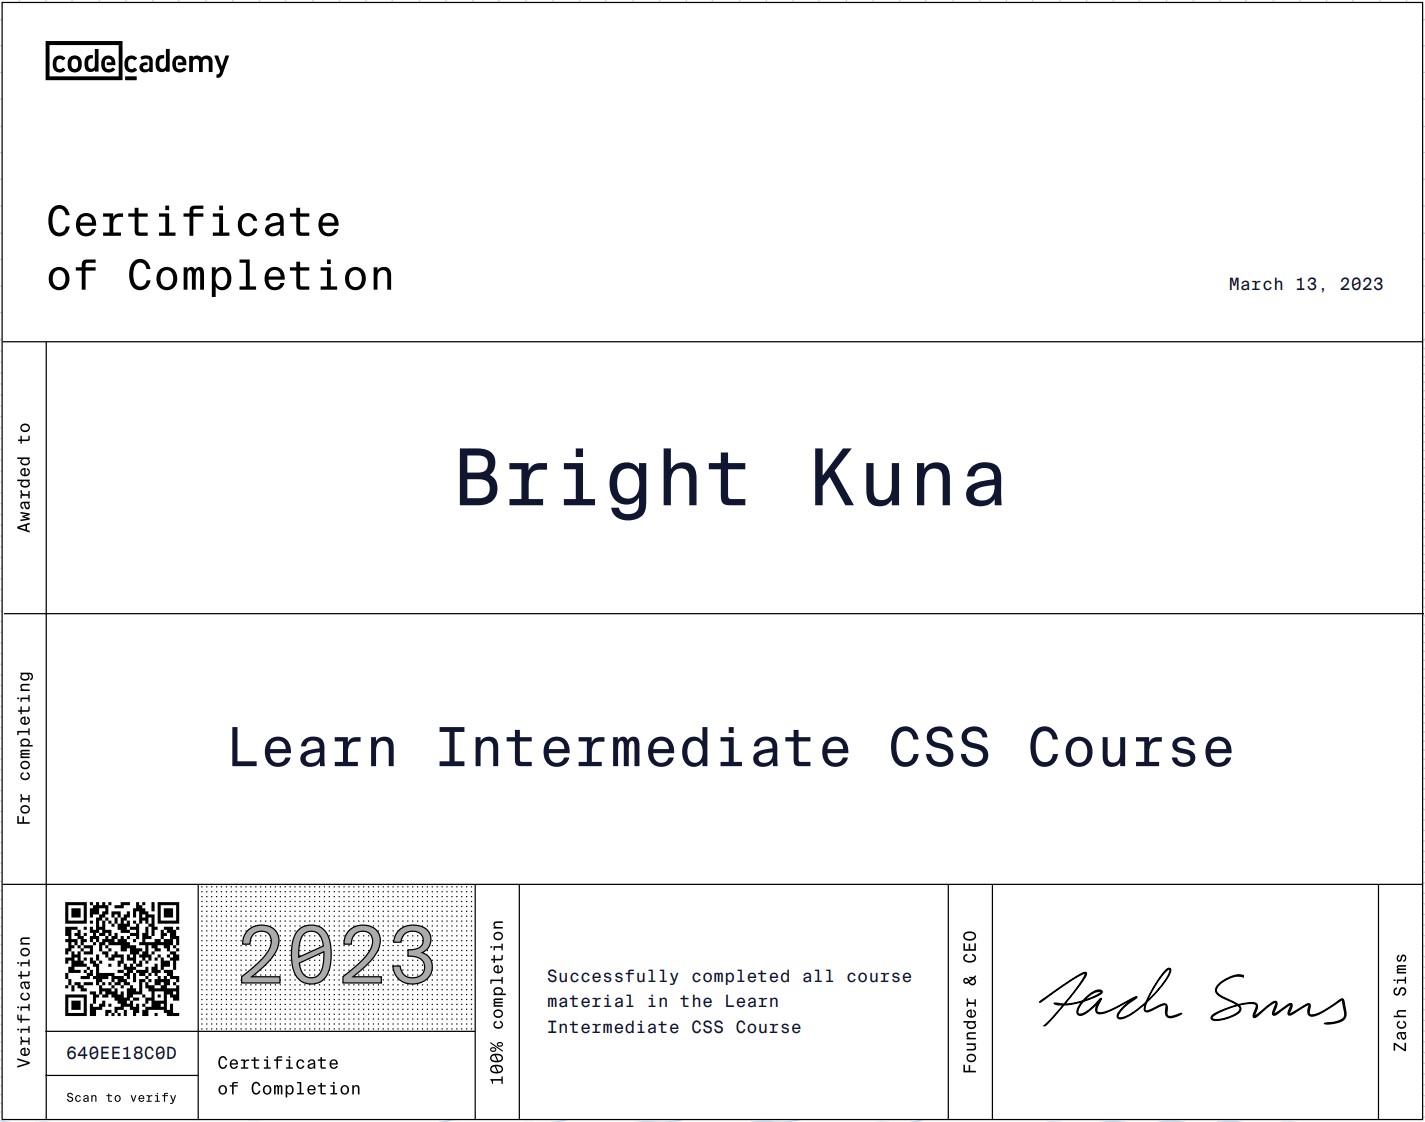 codecademy
Certificate
of Completion
March 13, 2023
Awarded to
Bright Kuna
For completing
Learn Intermediate CSS Course
Verification
640EE18C0D
Scan to verify
2023
Certificate
of Completion
100% completion
Successfully completed all course
material in the Learn
Intermediate CSS Course
Founder & CEO
Zach Sims
Zach Sims